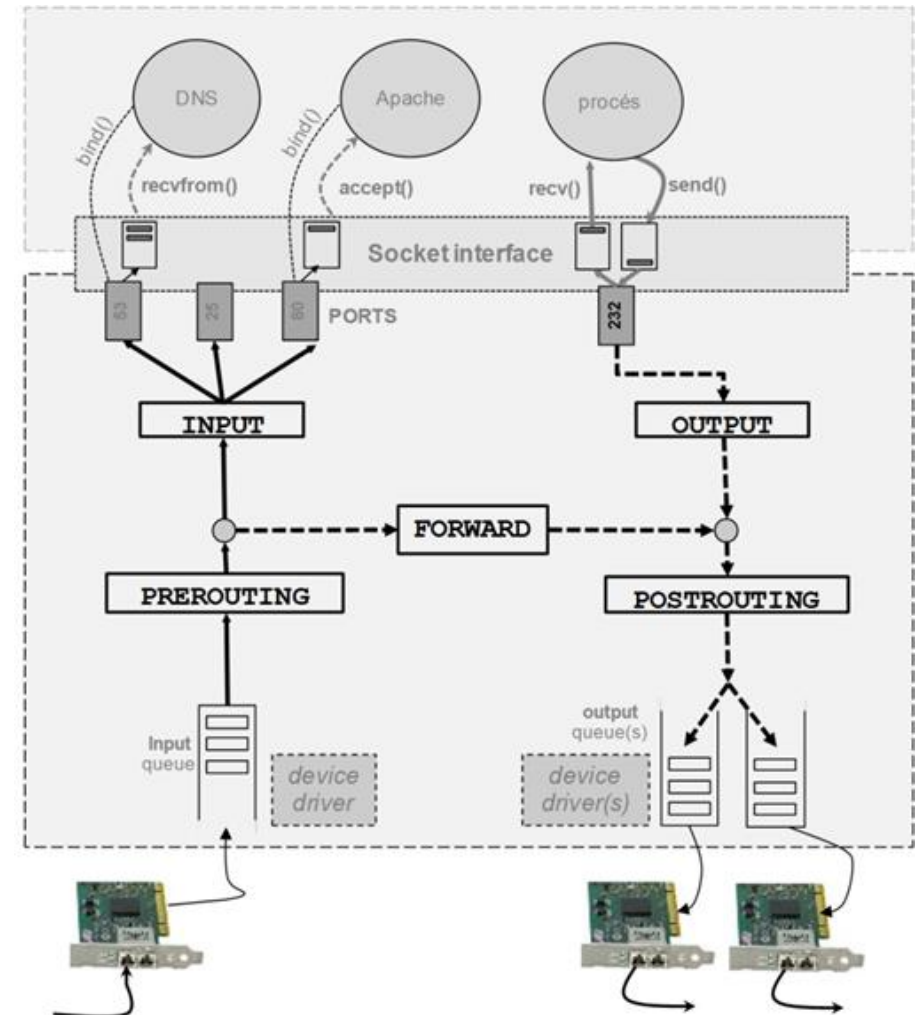 DNS
Apache
procés
bind()
recvfrom()
bind()
accept()
recv()
send()
Socket interface
53
25
80
PORTS
232
INPUT
OUTPUT
FORWARD
PREROUTING
POSTROUTING
Input
queue
device
driver
output
queue(s)
device
driver(s)